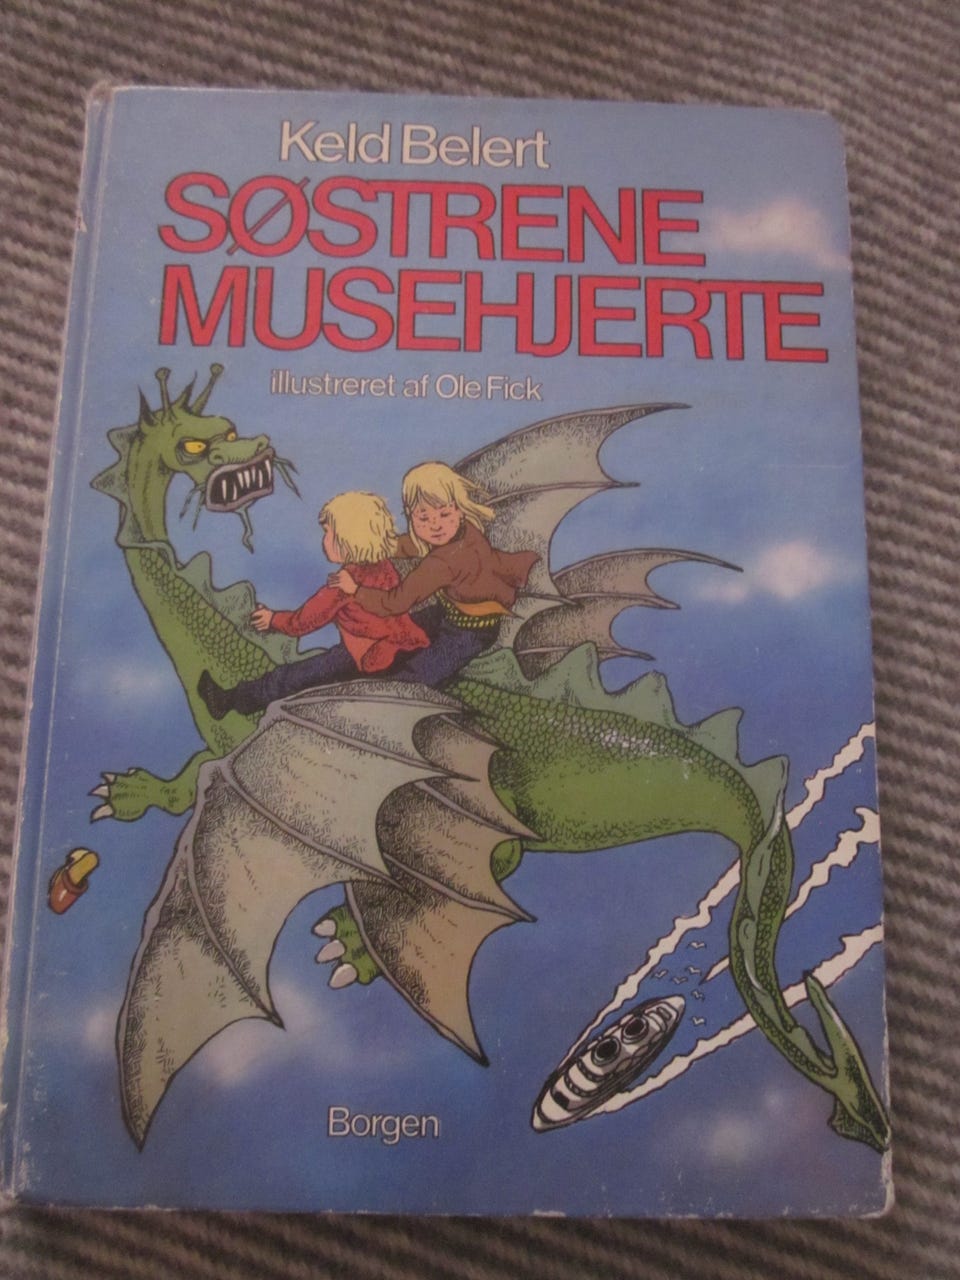 Keld Belert
SØSTRENE
MUSEHJERTE
illustreret af Ole Fick
Borgen